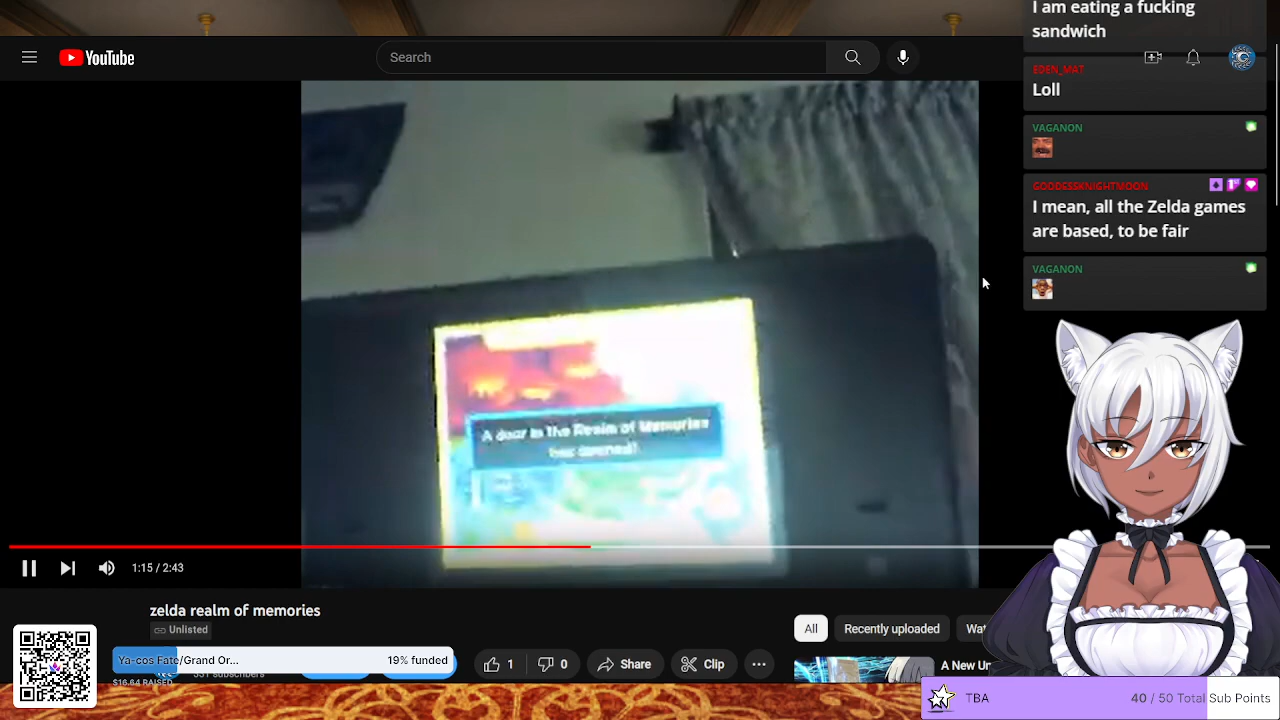 I am eating a fucking
sandwich
YouTube
Search
EDEN_MAT
Loll
VAGANON
GODDESSKNIGHTMOON
I mean, all the Zelda games
are based, to be fair
VAGANON
A door in the Realm of Memories
has opened!
1:15 / 2:43
zelda realm of memories
Unlisted
All
Recently uploaded
Wat
Ya-cos Fate/Grand Or...
19% funded
1
0
Share
Clip
$16.64 RAISED
331 subscribers
A New Un
TBA
40 / 50 Total Sub Points